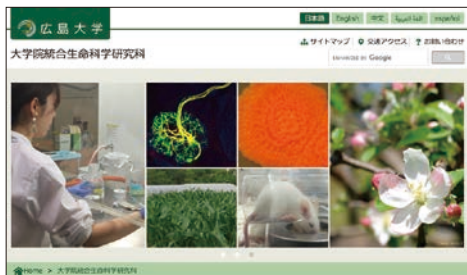 広島大学
日本語 English 中文 اللغة العربية español
サイトマップ 交通アクセス お問い合わせ
大学院統合生命科学研究科
Google
Home > 大学院統合生命科学研究科